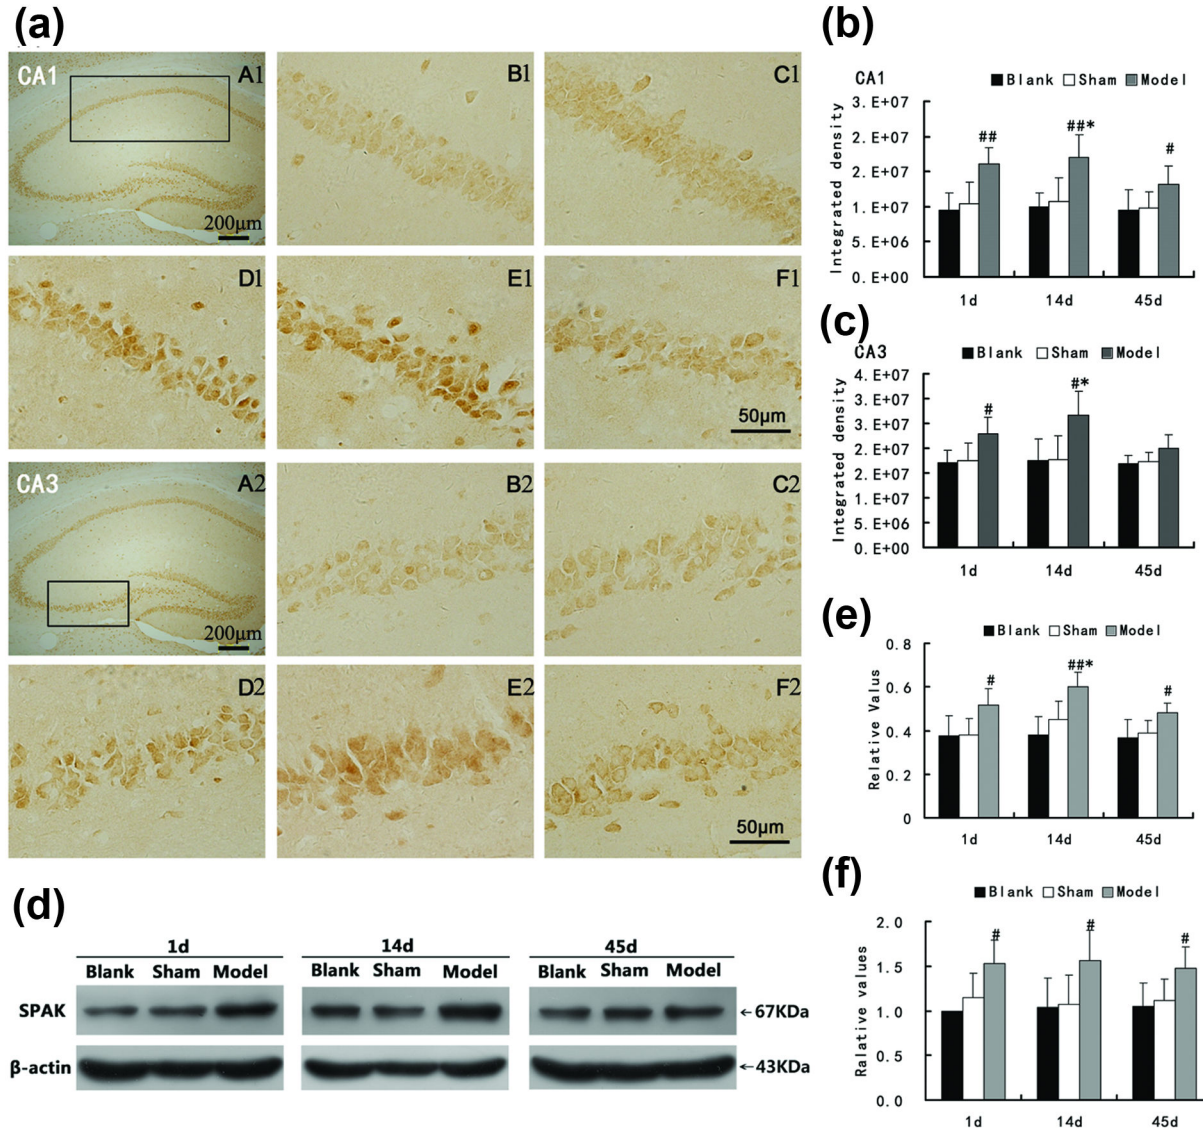 (a)
CA1
A1
B1
C1
200μm
D1
E1
F1
50μm
CA3
A2
B2
C2
200μm
D2
E2
F2
50μm
(b)
CA1
Blank Sham Model
Integrated density
3.E+07
2.E+07
2.E+07
1.E+07
5.E+06
0.E+00
##
##*
#
1d 14d 45d
(c)
CA3
Blank Sham Model
Integrated density
4.E+07
4.E+07
3.E+07
2.E+07
2.E+07
1.E+07
5.E+06
0.E+00
#
#*
1d 14d 45d
(d)
1d 14d 45d
Blank Sham Model Blank Sham Model Blank Sham Model
SPAK ←67KDa
β-actin ←43KDa
(e)
Blank Sham Model
Relative Valus
0.8
0.6
0.4
0.2
0
#
##*
#
1d 14d 45d
(f)
Blank Sham Model
Ralative values
2.0
1.5
1.0
0.5
0.0
#
#
#
1d 14d 45d